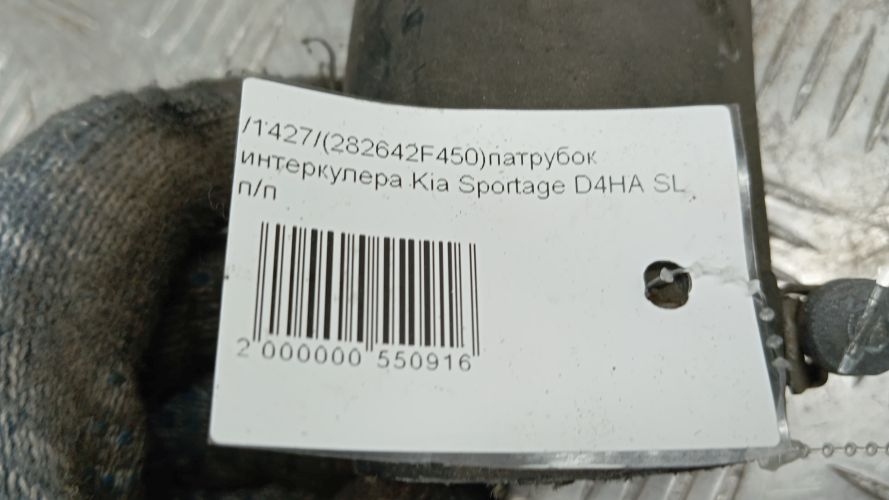 /1427/(282642F450)патрубок
интеркулера Kia Sportage D4HA SL
п/п
2 000000 550916